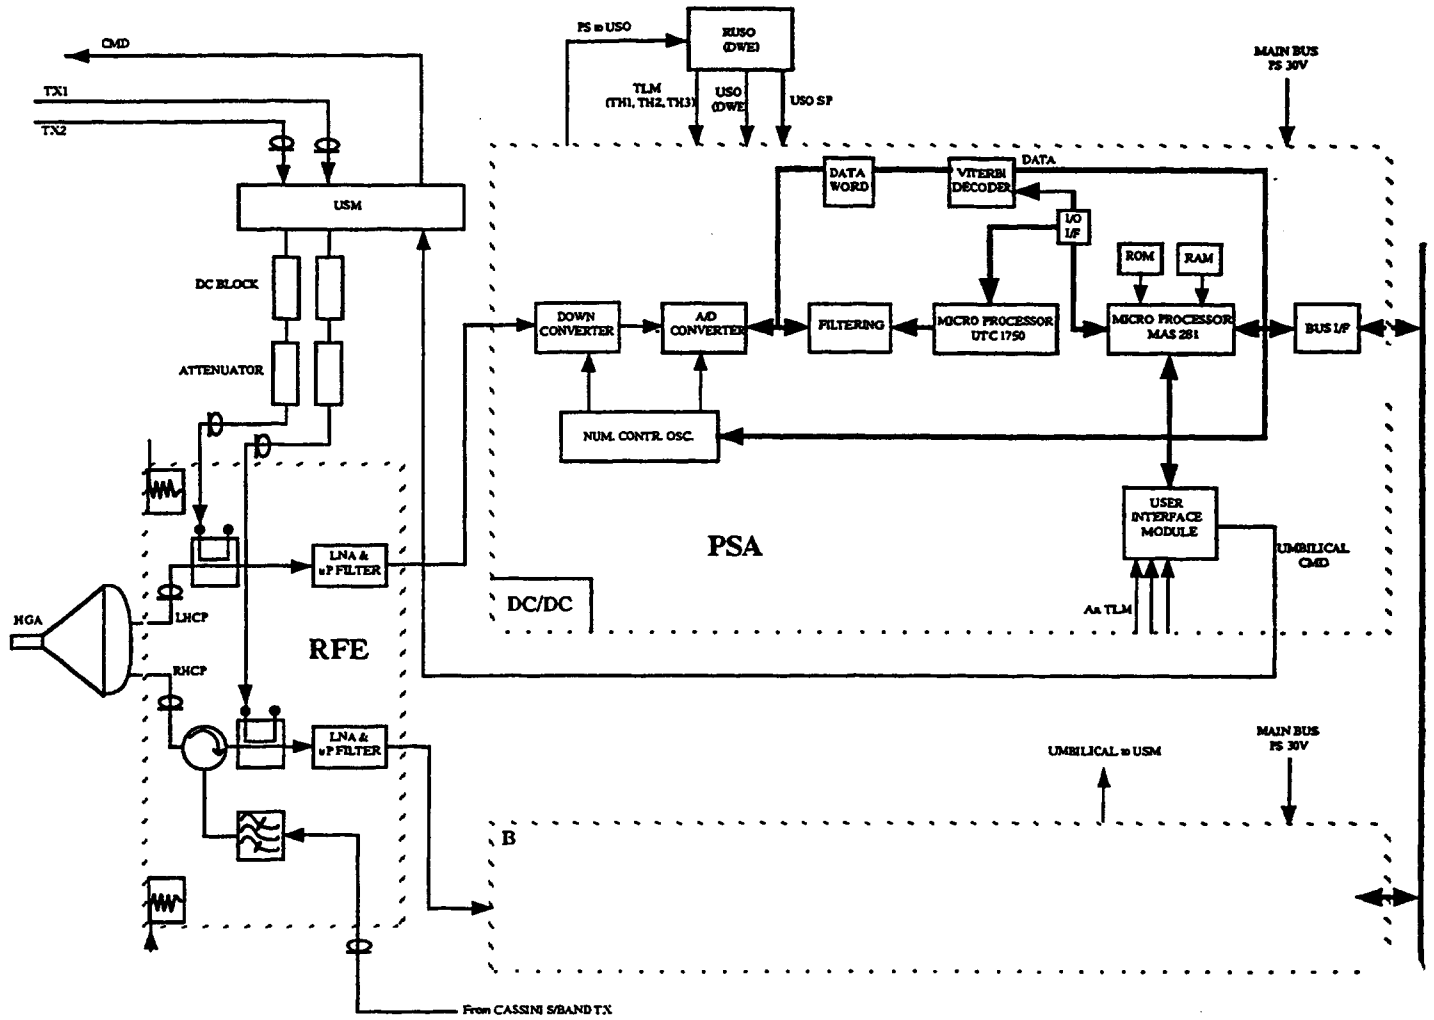 CMD
PS to USO
RUSO
(DWE)
MAIN BUS
PS 30V
TX1
TLM
(TH1, TH2, TH3)
USO
(DWE
USO SP
TX2
DATA
WORD
VITERBI
DECODER
DATA
USM
I/O
I/F
ROM
RAM
DC BLOCK
DOWN
CONVERTER
A/D
CONVERTER
FILTERING
MICRO PROCESSOR
UTC 1750
MICRO PROCESSOR
MAS 281
BUS I/F
ATTENUATOR
NUM. CONTR. OSC.
USER
INTERFACE
MODULE
PSA
LNA &
uP FILTER
UMBILICAL
CMD
DC/DC
An TLM
HGA
LHCP
RFE
RHCP
LNA &
uP FILTER
UMBILICAL to USM
MAIN BUS
PS 30V
B
From CASSINI S/BAND TX